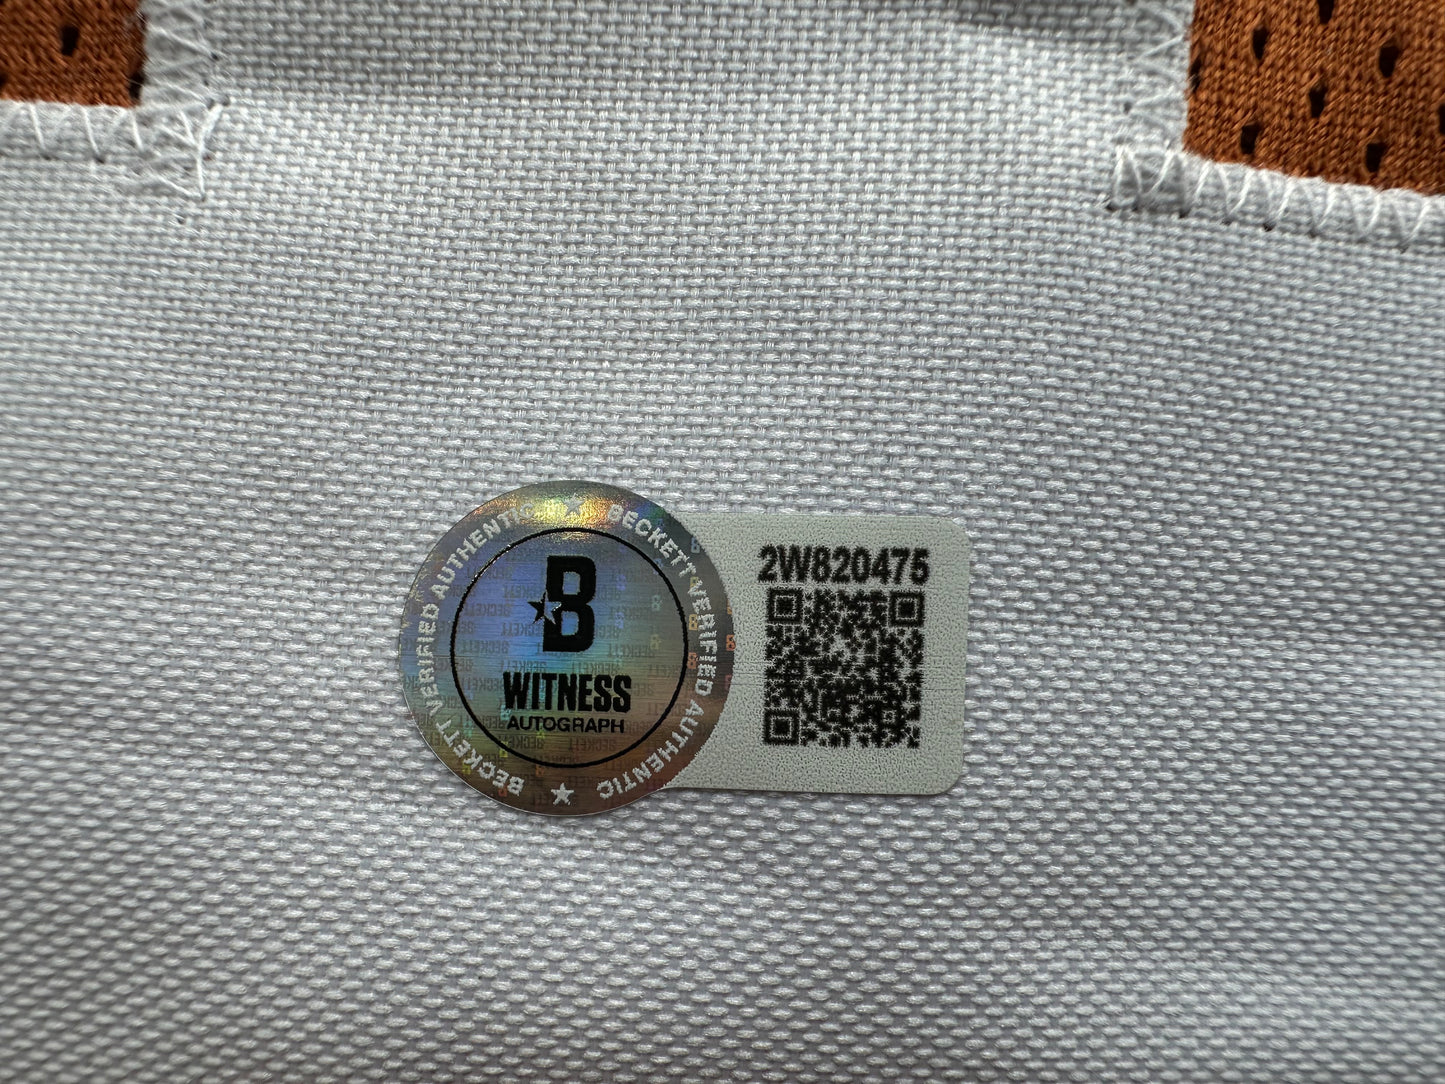 BECKETT VERIFIED AUTHENTIC ★ BECKETT VERIFIED AUTHENTIC ★
B
WITNESS
AUTOGRAPH
2W820475